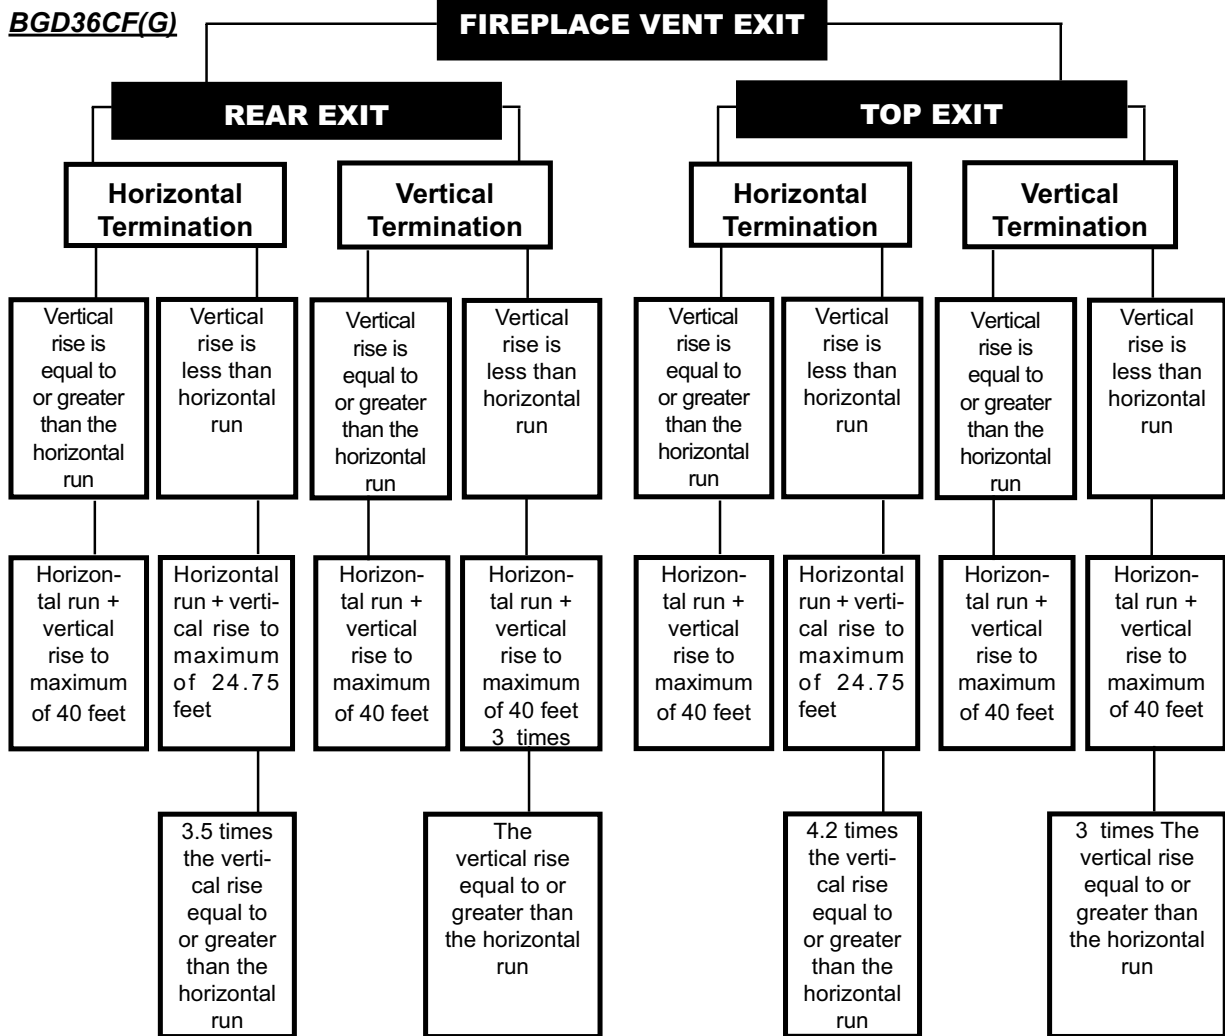 BGD36CF(G)
FIREPLACE VENT EXIT
REAR EXIT
TOP EXIT
Horizontal
Termination
Vertical
Termination
Horizontal
Termination
Vertical
Termination
Vertical
rise is
equal to
or greater
than the
horizontal
run
Vertical
rise is
less than
horizontal
run
Vertical
rise is
equal to
or greater
than the
horizontal
run
Vertical
rise is
less than
horizontal
run
Vertical
rise is
equal to
or greater
than the
horizontal
run
Vertical
rise is
less than
horizontal
run
Vertical
rise is
equal to
or greater
than the
horizontal
run
Vertical
rise is
less than
horizontal
run
Horizon-
tal run +
vertical
rise to
maximum
of 40 feet
Horizontal
run + verti-
cal rise to
maximum
of 24.75
feet
Horizon-
tal run +
vertical
rise to
maximum
of 40 feet
Horizon-
tal run +
vertical
rise to
maximum
of 40 feet
3 times
Horizon-
tal run +
vertical
rise to
maximum
of 40 feet
Horizontal
run + verti-
cal rise to
maximum
of 24.75
feet
Horizon-
tal run +
vertical
rise to
maximum
of 40 feet
Horizon-
tal run +
vertical
rise to
maximum
of 40 feet
3.5 times
the verti-
cal rise
equal to
or greater
than the
horizontal
run
The
vertical rise
equal to or
greater than
the horizontal
run
4.2 times
the verti-
cal rise
equal to
or greater
than the
horizontal
run
3 times The
vertical rise
equal to or
greater than
the horizontal
run